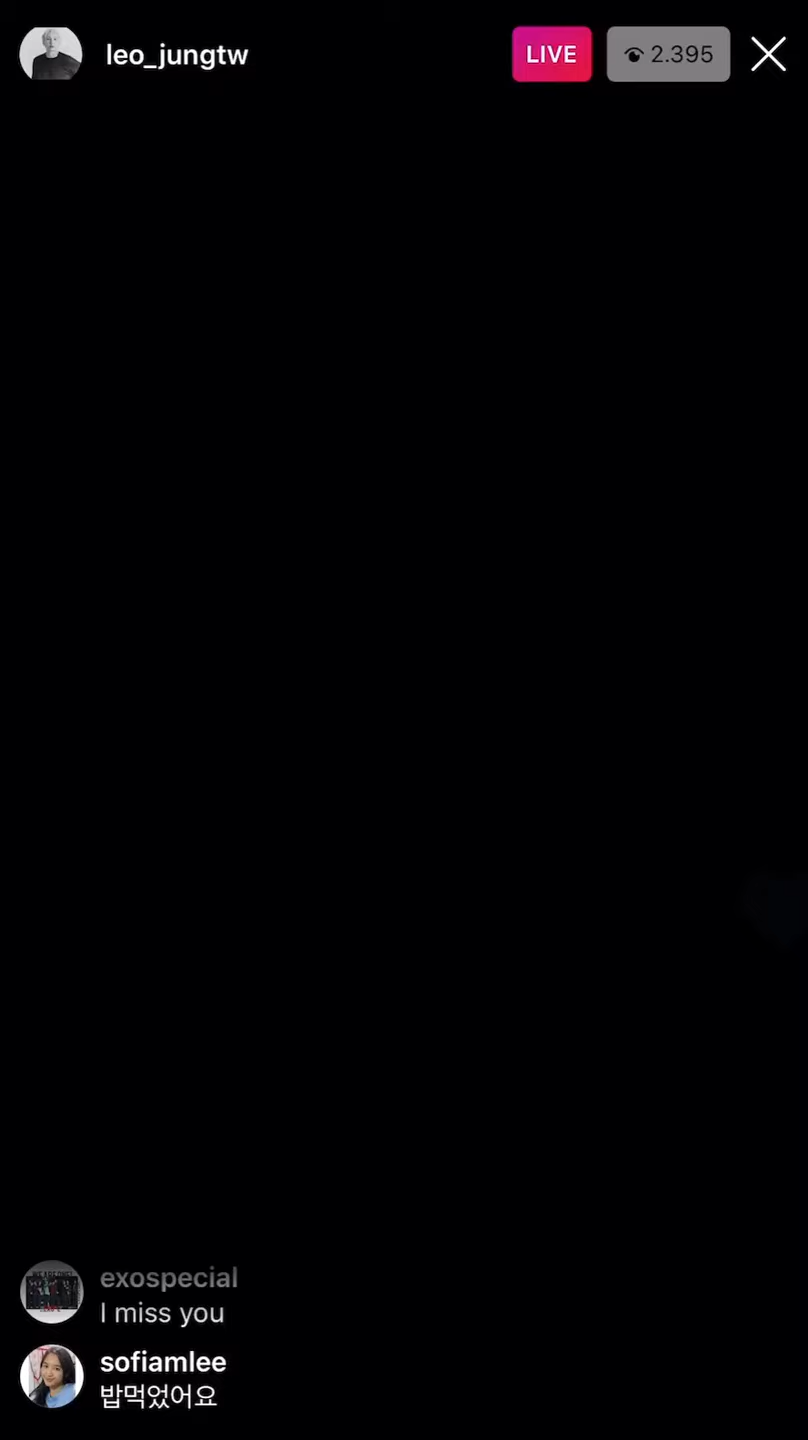 leo_jungtw
LIVE
2.395
exospecial
I miss you
sofiamlee
밥먹었어요